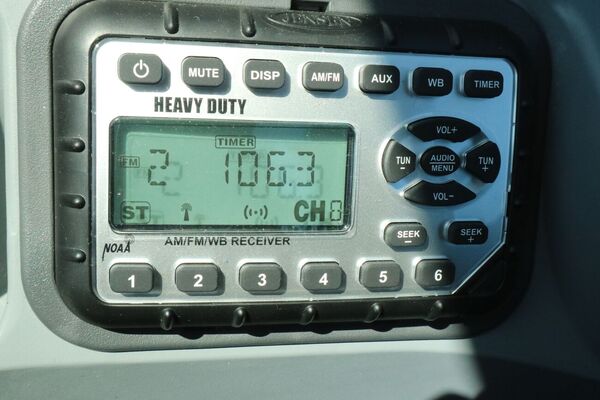 JENSEN
MUTE DISP AM/FM AUX WB TIMER
HEAVY DUTY
TIMER
FM 2 106.3
ST CH
VOL+
TUN - AUDIO/MENU TUN +
VOL-
SEEK - SEEK +
NOAA AM/FM/WB RECEIVER
1 2 3 4 5 6